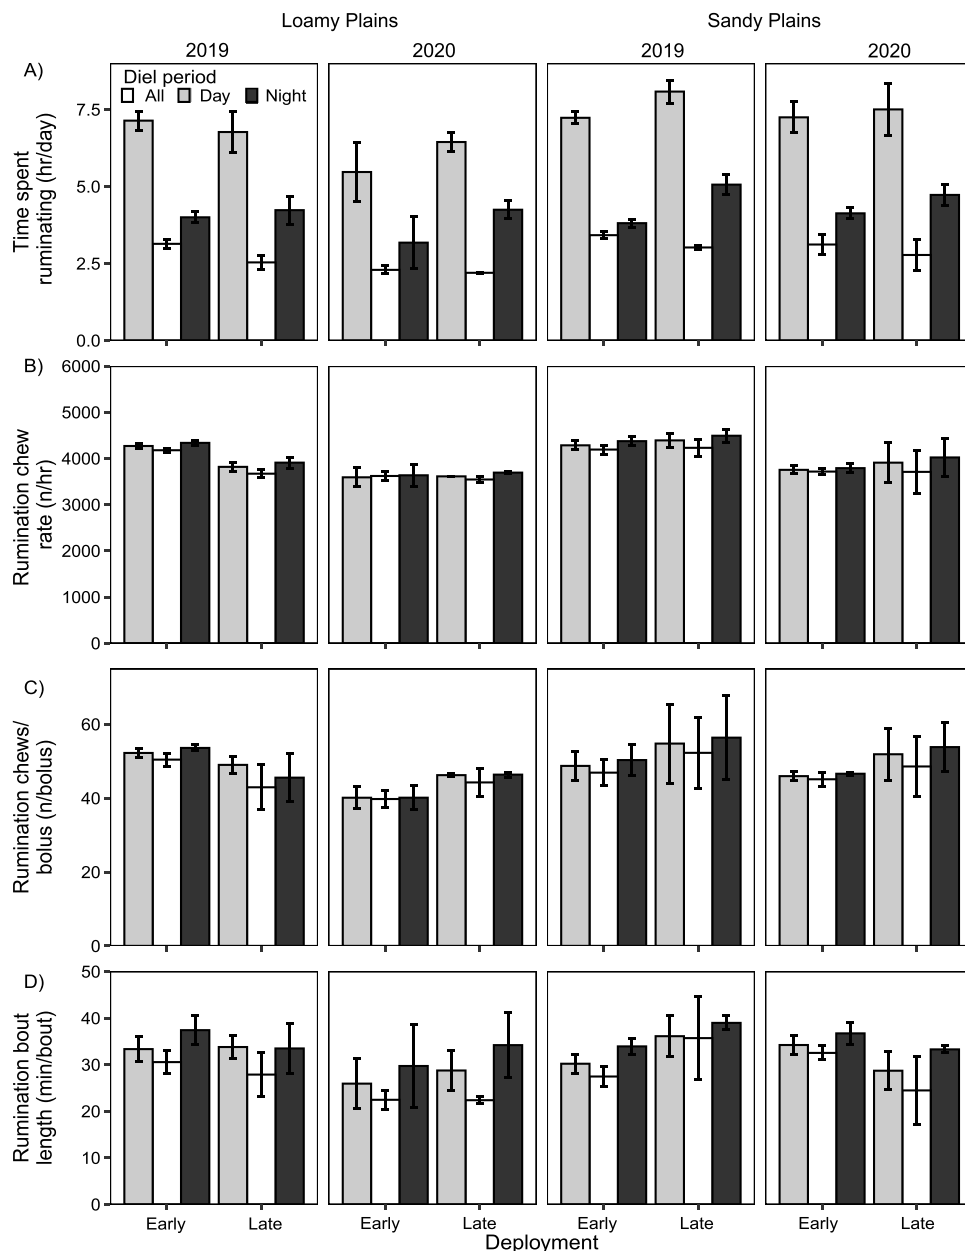 Loamy Plains Sandy Plains
2019 2020 2019 2020
A)
Diel period
All Day Night
Time spent
ruminating (hr/day)
7.5
5.0
2.5
0.0
B)
Rumination chew
rate (n/hr)
6000
5000
4000
3000
2000
1000
0
C)
Rumination chews/
bolus (n/bolus)
60
40
20
0
D)
Rumination bout
length (min/bout)
50
40
30
20
10
0
Early Late Early Late Early Late Early Late
Deployment